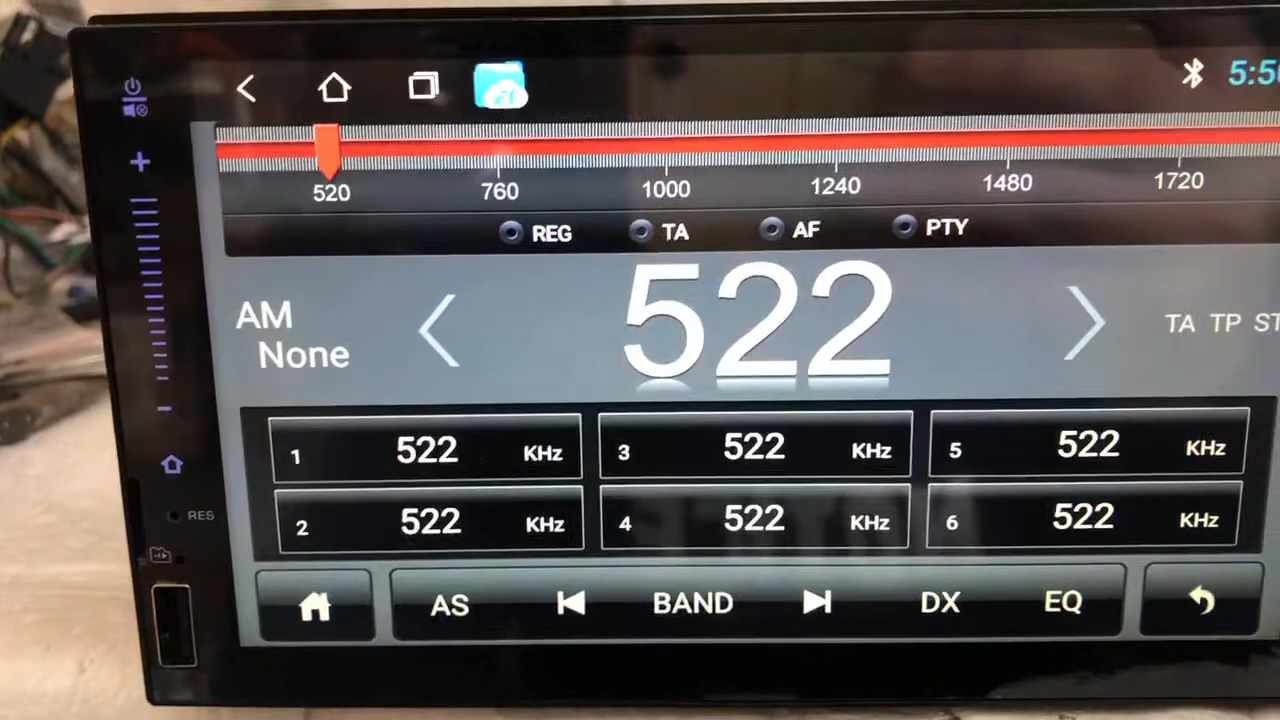 5:5
520 760 1000 1240 1480 1720
REG TA AF PTY
AM
None
522
TA TP ST
1 522 KHz
3 522 KHz
5 522 KHz
2 522 KHz
4 522 KHz
6 522 KHz
RES
AS BAND DX EQ